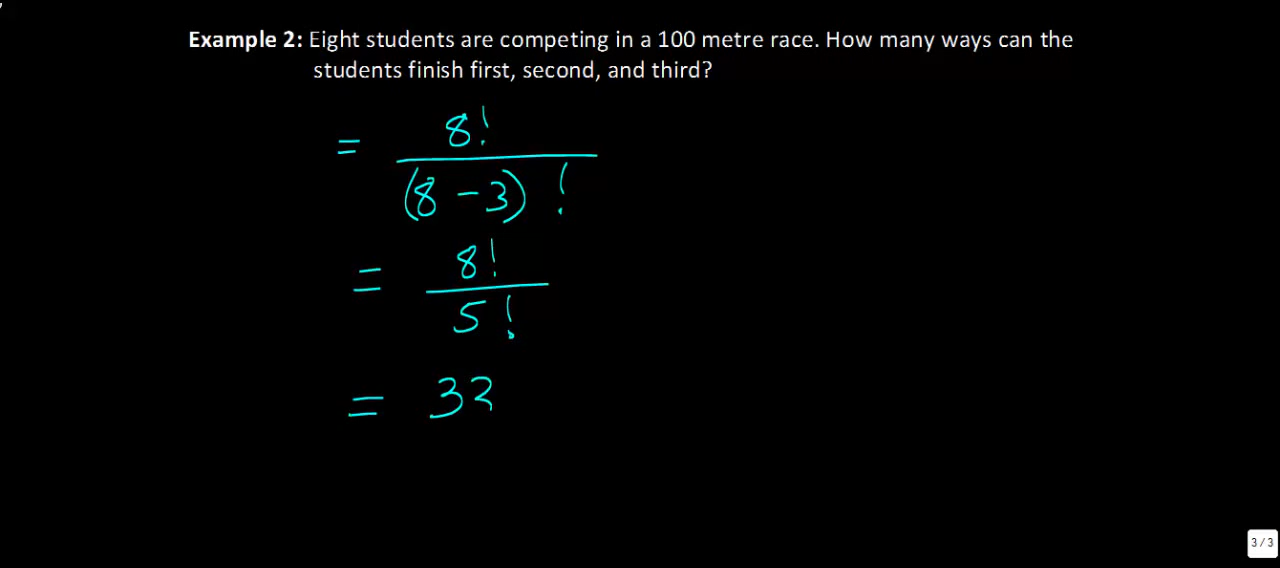 Example 2: Eight students are competing in a 100 metre race. How many ways can the
students finish first, second, and third?
= 8!
(8 - 3) !
= 8!
5!
= 33
3 / 3